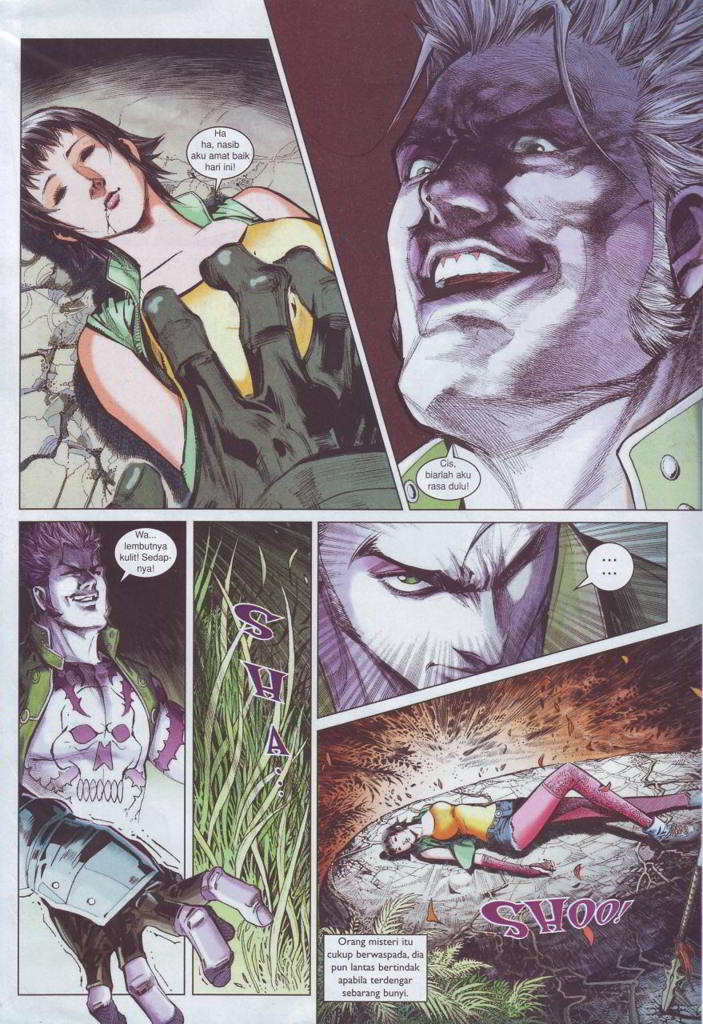 Ha
ha, nasib
aku amat baik
hari ini!
Cis,
biarlah aku
rasa dulu!
Wa...
lembutnya
kulit! Sedap-
nya!
SHA...
...
...
SHOO!
Orang misteri itu
cukup berwaspada, dia
pun lantas bertindak
apabila terdengar
sebarang bunyi.